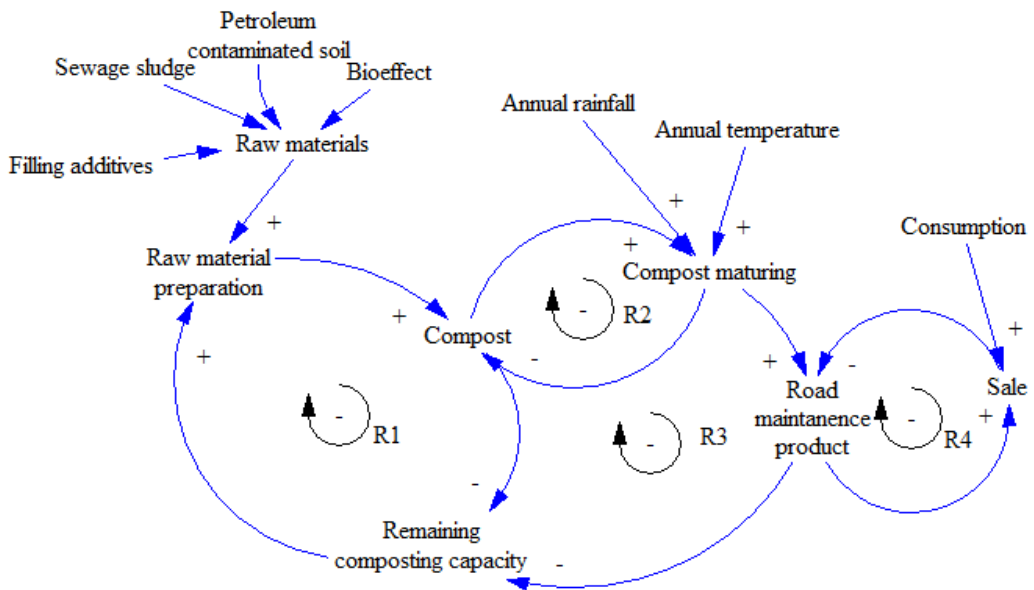 Petroleum
contaminated soil
Sewage sludge
Bioeffect
Filling additives
Raw materials
Annual rainfall
Annual temperature
+
+
+
Raw material
preparation
+
Compost maturing
Consumption
+
Compost
-
R2
-
+
+
-
+
Road
maintanence
product
Sale
+
-
R1
-
R3
-
R4
-
Remaining
composting capacity
-